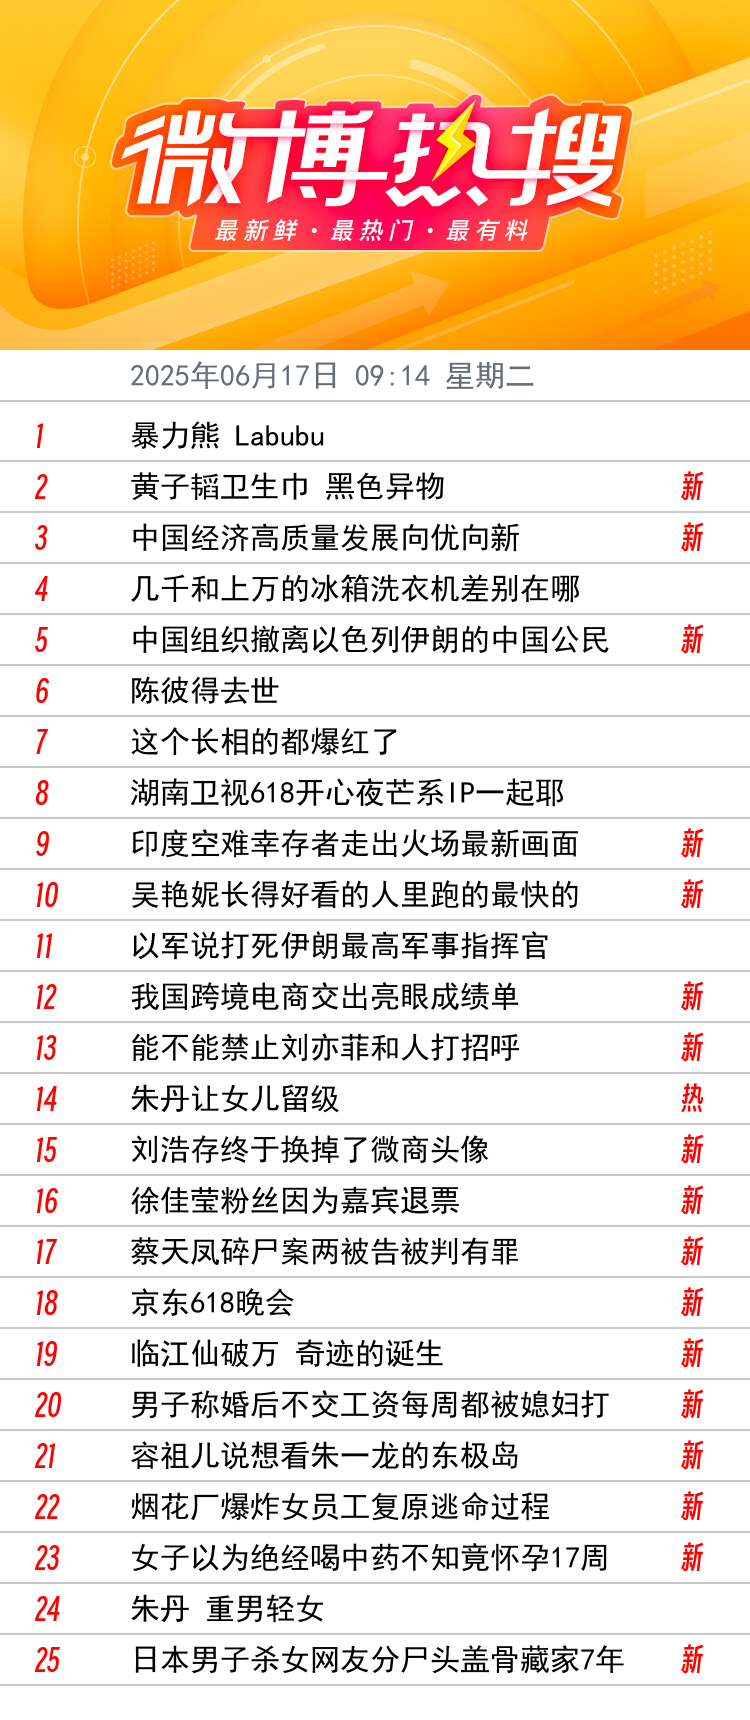 微博热搜
最新鲜·最热门·最有料
2025年06月17日 09:14 星期二
1 暴力熊 Labubu
2 黄子韬卫生巾 黑色异物 新
3 中国经济高质量发展向优向新 新
4 几千和上万的冰箱洗衣机差别在哪
5 中国组织撤离以色列伊朗的中国公民 新
6 陈彼得去世
7 这个长相的都爆红了
8 湖南卫视618开心夜芒系IP一起耶
9 印度空难幸存者走出火场最新画面 新
10 吴艳妮长得好看的人里跑的最快的 新
11 以军说打死伊朗最高军事指挥官
12 我国跨境电商交出亮眼成绩单 新
13 能不能禁止刘亦菲和人打招呼 新
14 朱丹让女儿留级 热
15 刘浩存终于换掉了微商头像 新
16 徐佳莹粉丝因为嘉宾退票 新
17 蔡天凤碎尸案两被告被判有罪 新
18 京东618晚会 新
19 临江仙破万 奇迹的诞生 新
20 男子称婚后不交工资每周都被媳妇打 新
21 容祖儿说想看朱一龙的东极岛 新
22 烟花厂爆炸女员工复原逃命过程 新
23 女子以为绝经喝中药不知竟怀孕17周 新
24 朱丹 重男轻女
25 日本男子杀女网友分尸头盖骨藏家7年 新